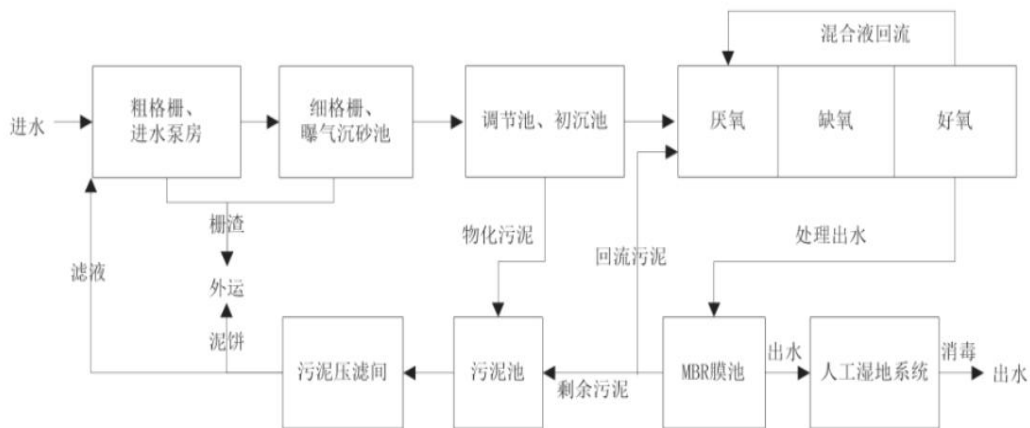 混合液回流
进水
粗格栅、
进水泵房
细格栅、
曝气沉砂池
调节池、初沉池
厌氧
缺氧
好氧
栅渣
物化污泥
回流污泥
处理出水
滤液
外运
泥饼
污泥压滤间
污泥池
剩余污泥
MBR膜池
出水
人工湿地系统
消毒
出水